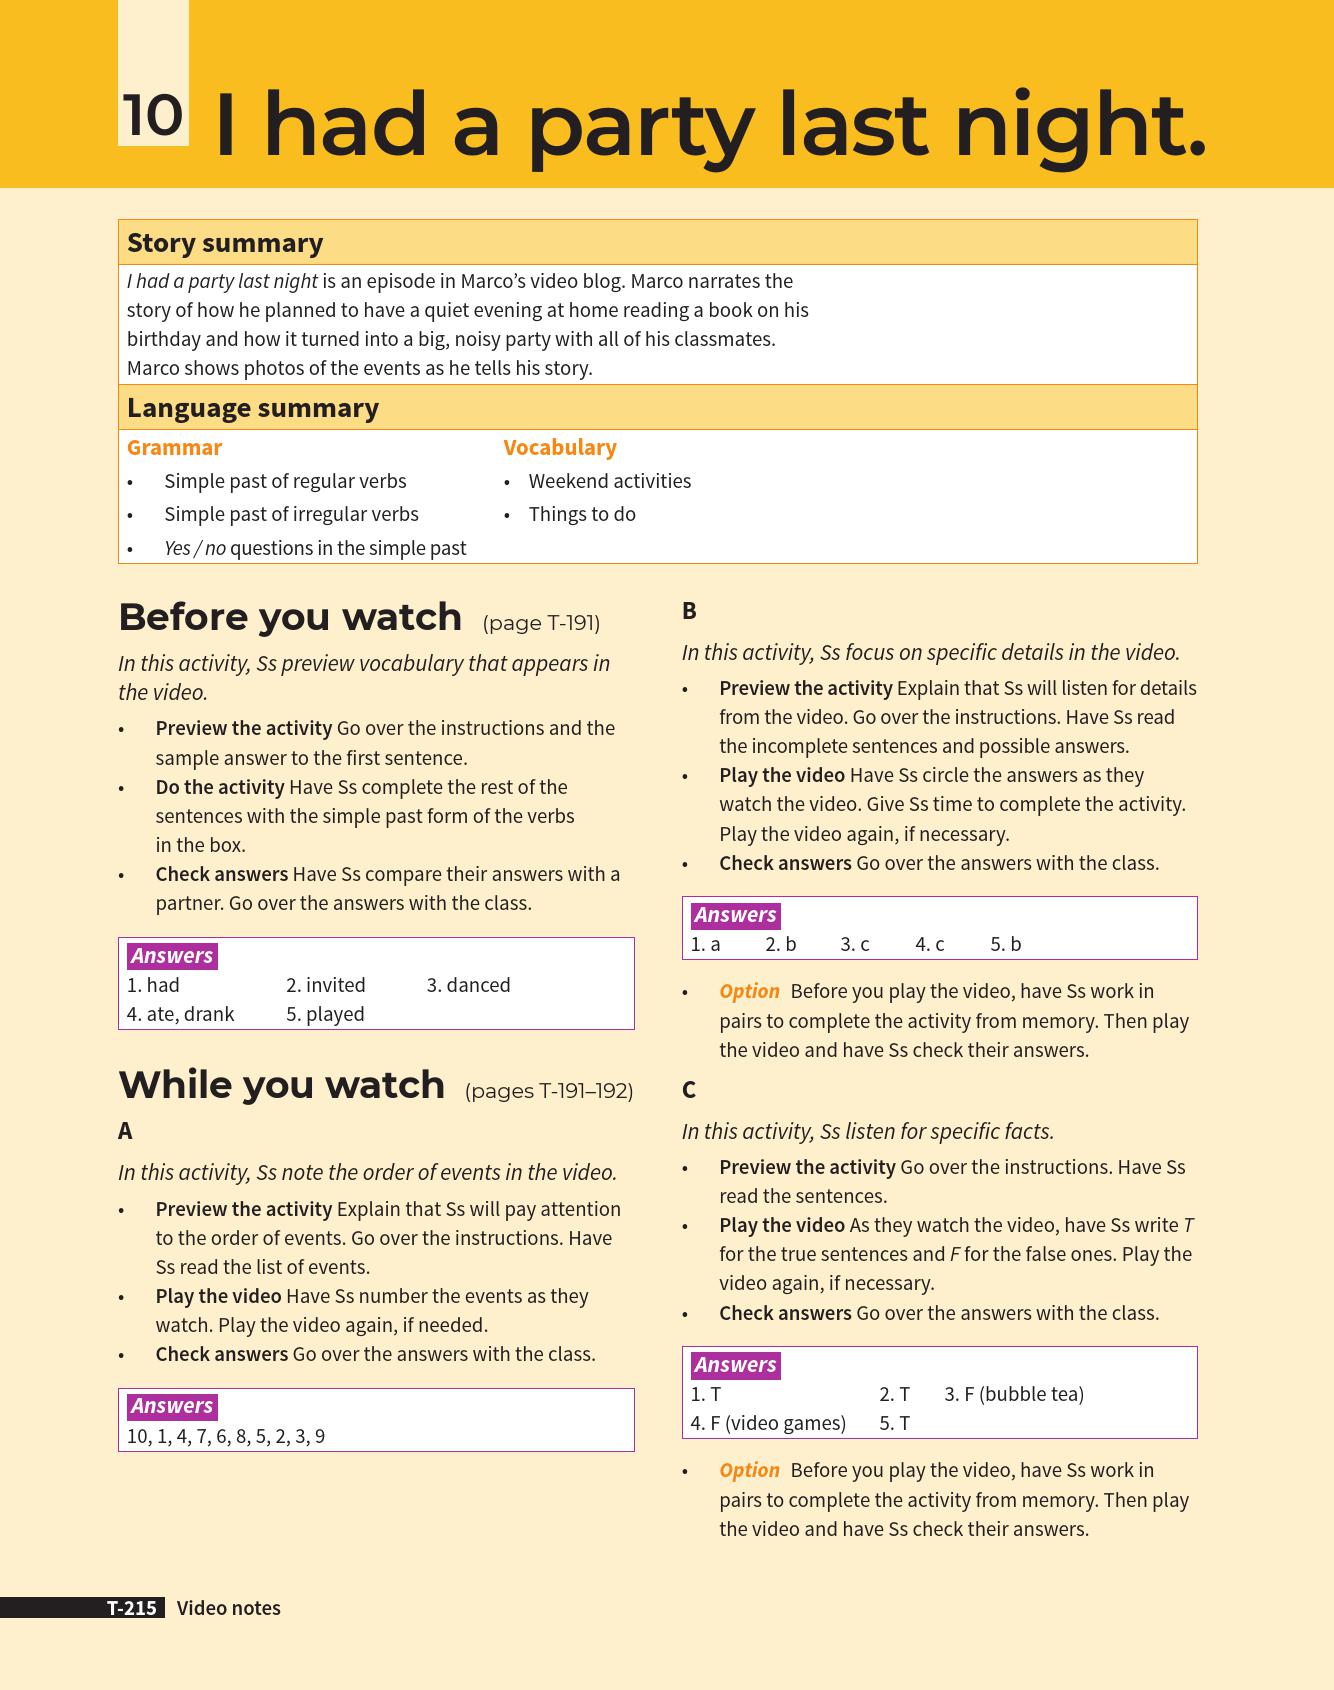 10 I had a party last night.
Story summary
I had a party last night is an episode in Marco's video blog. Marco narrates the
story of how he planned to have a quiet evening at home reading a book on his
birthday and how it turned into a big, noisy party with all of his classmates.
Marco shows photos of the events as he tells his story.
Language summary
Grammar
• Simple past of regular verbs
• Simple past of irregular verbs
• Yes / no questions in the simple past
Vocabulary
• Weekend activities
• Things to do
Before you watch (page T-191)
In this activity, Ss preview vocabulary that appears in
the video.
• Preview the activity Go over the instructions and the
sample answer to the first sentence.
• Do the activity Have Ss complete the rest of the
sentences with the simple past form of the verbs
in the box.
• Check answers Have Ss compare their answers with a
partner. Go over the answers with the class.
Answers
1. had 2. invited 3. danced
4. ate, drank 5. played
While you watch (pages T-191–192)
A
In this activity, Ss note the order of events in the video.
• Preview the activity Explain that Ss will pay attention
to the order of events. Go over the instructions. Have
Ss read the list of events.
• Play the video Have Ss number the events as they
watch. Play the video again, if needed.
• Check answers Go over the answers with the class.
Answers
10, 1, 4, 7, 6, 8, 5, 2, 3, 9
B
In this activity, Ss focus on specific details in the video.
• Preview the activity Explain that Ss will listen for details
from the video. Go over the instructions. Have Ss read
the incomplete sentences and possible answers.
• Play the video Have Ss circle the answers as they
watch the video. Give Ss time to complete the activity.
Play the video again, if necessary.
• Check answers Go over the answers with the class.
Answers
1. a 2. b 3. c 4. c 5. b
• Option Before you play the video, have Ss work in
pairs to complete the activity from memory. Then play
the video and have Ss check their answers.
C
In this activity, Ss listen for specific facts.
• Preview the activity Go over the instructions. Have Ss
read the sentences.
• Play the video As they watch the video, have Ss write T
for the true sentences and F for the false ones. Play the
video again, if necessary.
• Check answers Go over the answers with the class.
Answers
1. T 2. T 3. F (bubble tea)
4. F (video games) 5. T
• Option Before you play the video, have Ss work in
pairs to complete the activity from memory. Then play
the video and have Ss check their answers.
T-215 Video notes